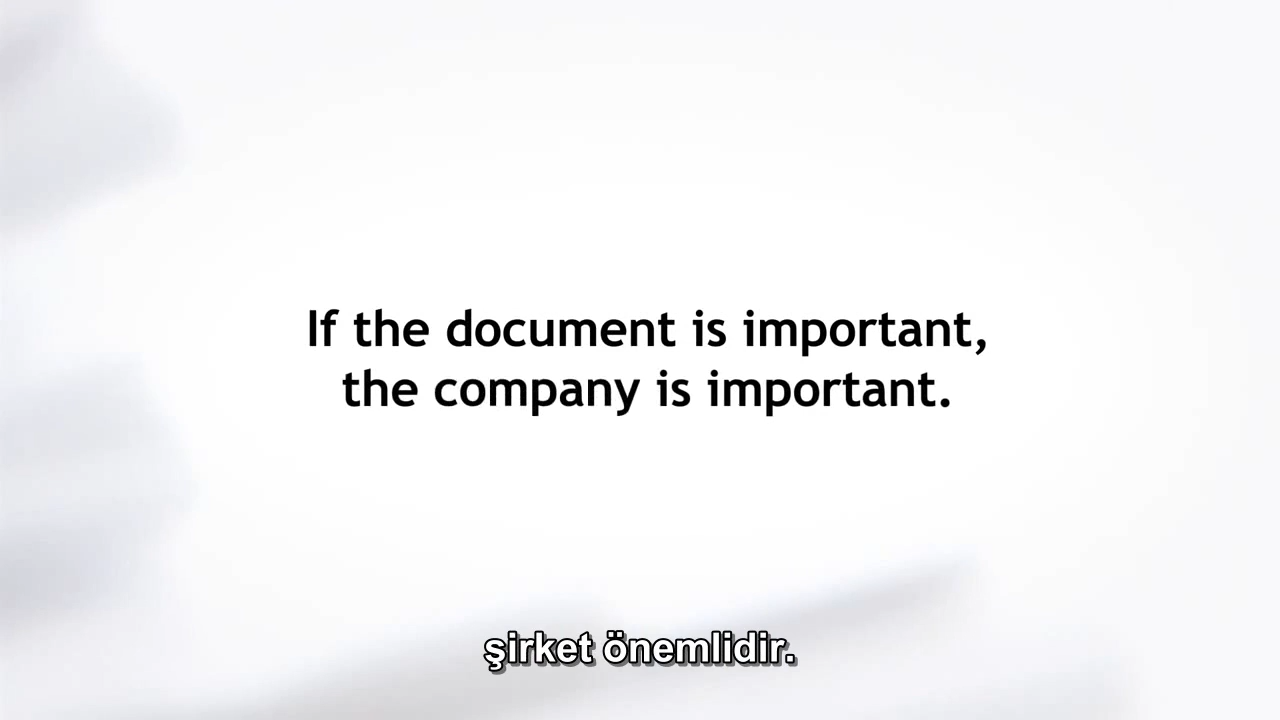 If the document is important,
the company is important.
şirket önemlidir.